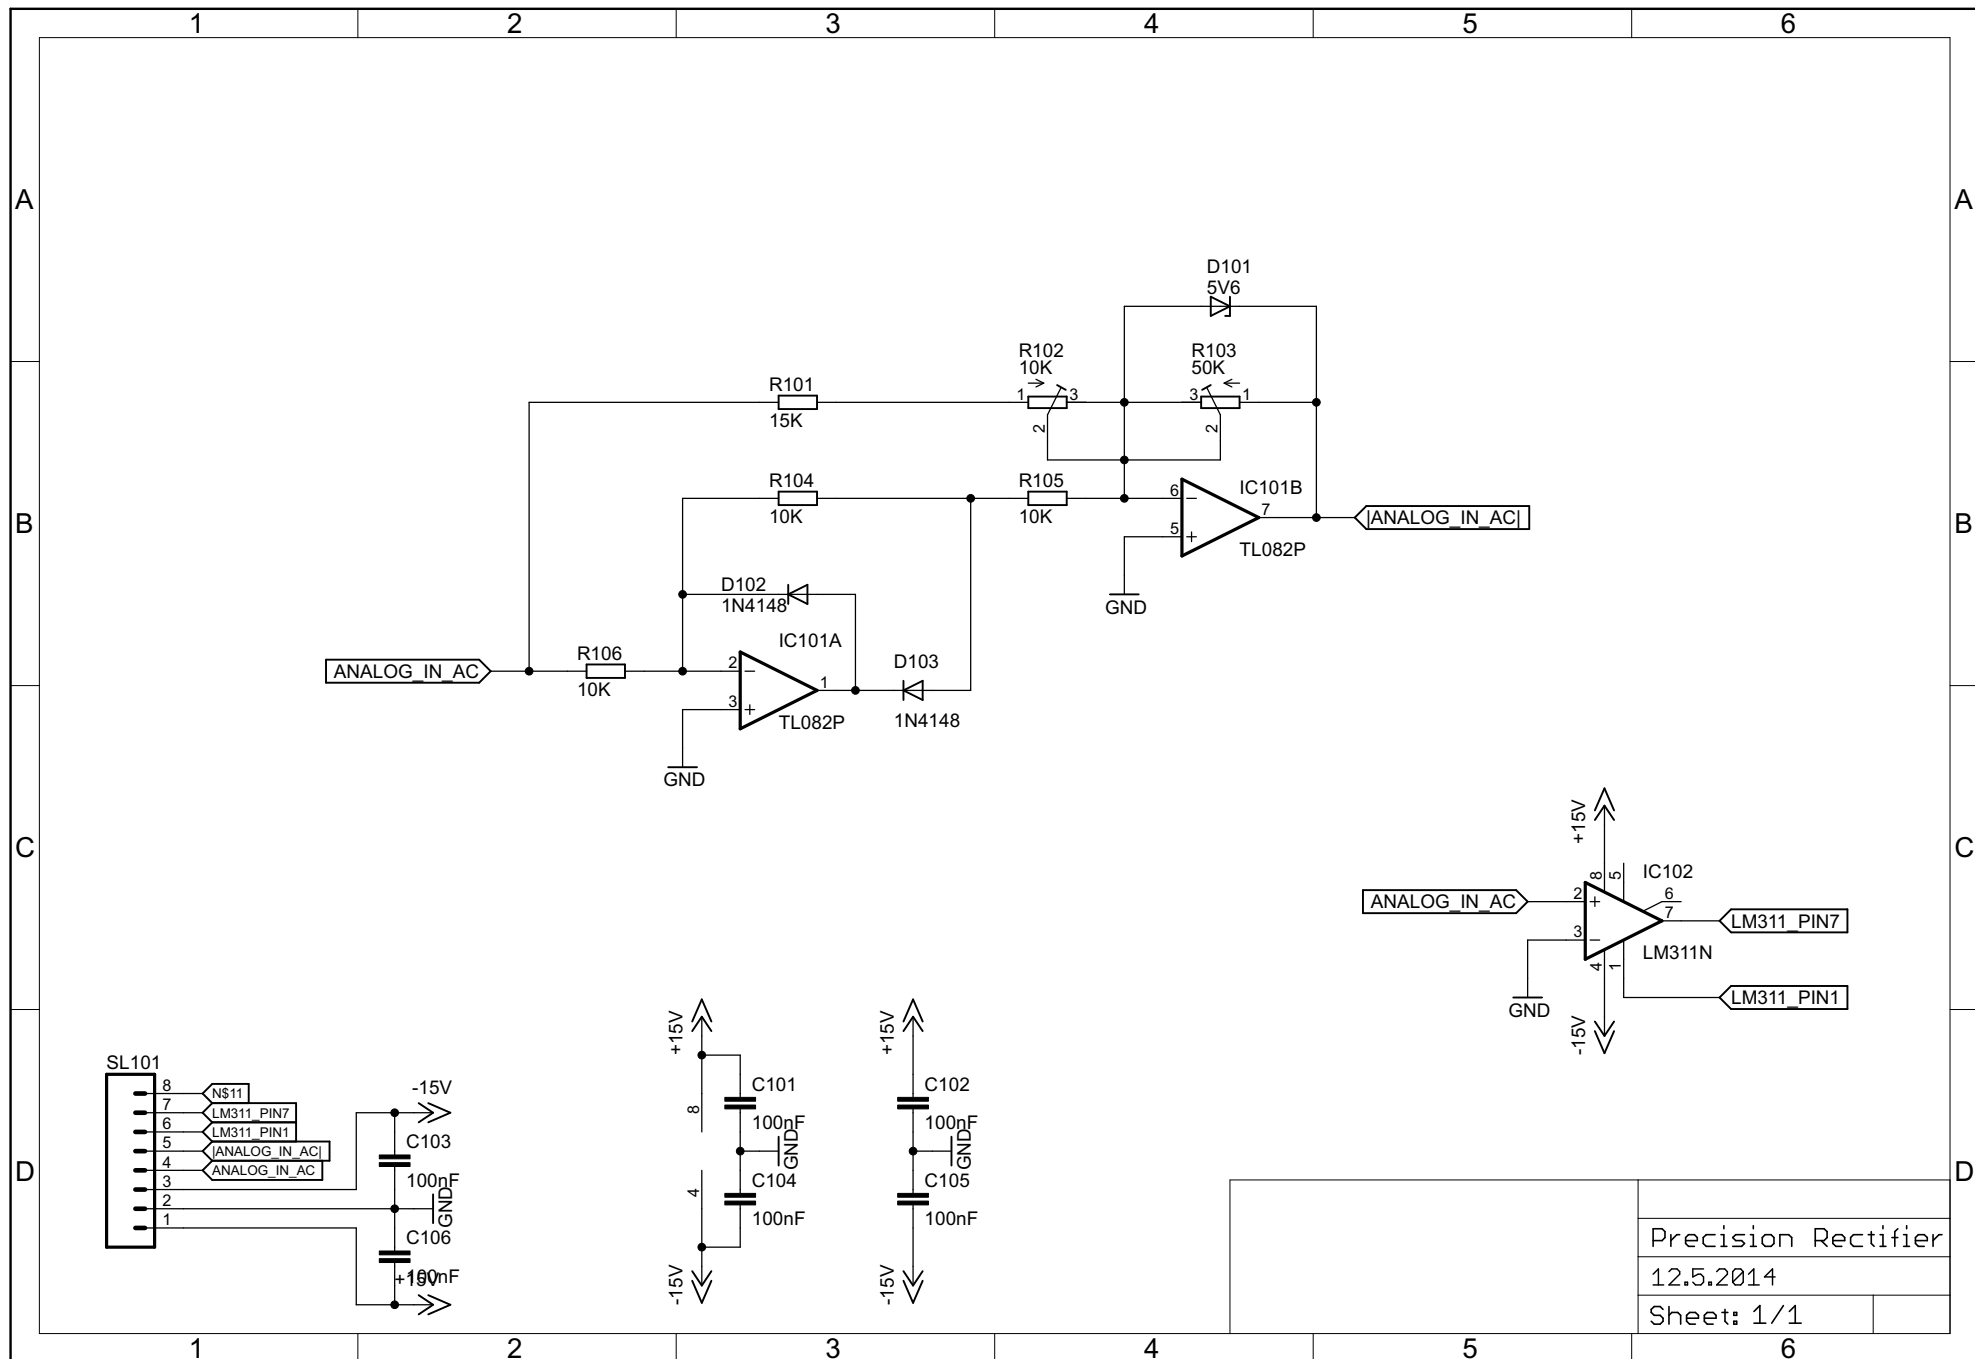 1 2 3 4 5 6
A A
D101
5V6
R102
10K
R103
50K
R101
15K
1 3
2
3 1
2
R104
10K
R105
10K
B B
6
5
7
IC101B
TL082P
|ANALOG_IN_AC|
GND
D102
1N4148
IC101A
ANALOG_IN_AC
R106
10K
2
3
1
TL082P
D103
1N4148
GND
C C
+15V
ANALOG_IN_AC
2
3
8
5
IC102
6
7
LM311_PIN7
LM311N
4
1
GND
LM311_PIN1
-15V
D D
SL101
8 N$11
7 LM311_PIN7
6 LM311_PIN1
5 |ANALOG_IN_AC|
4 ANALOG_IN_AC
3
2
1
-15V
C103
100nF
GND
C106
100nF
+15V
+15V
8
C101
100nF
GND
4
C104
100nF
-15V
+15V
C102
100nF
GND
C105
100nF
-15V
Precision Rectifier
12.5.2014
Sheet: 1/1
1 2 3 4 5 6